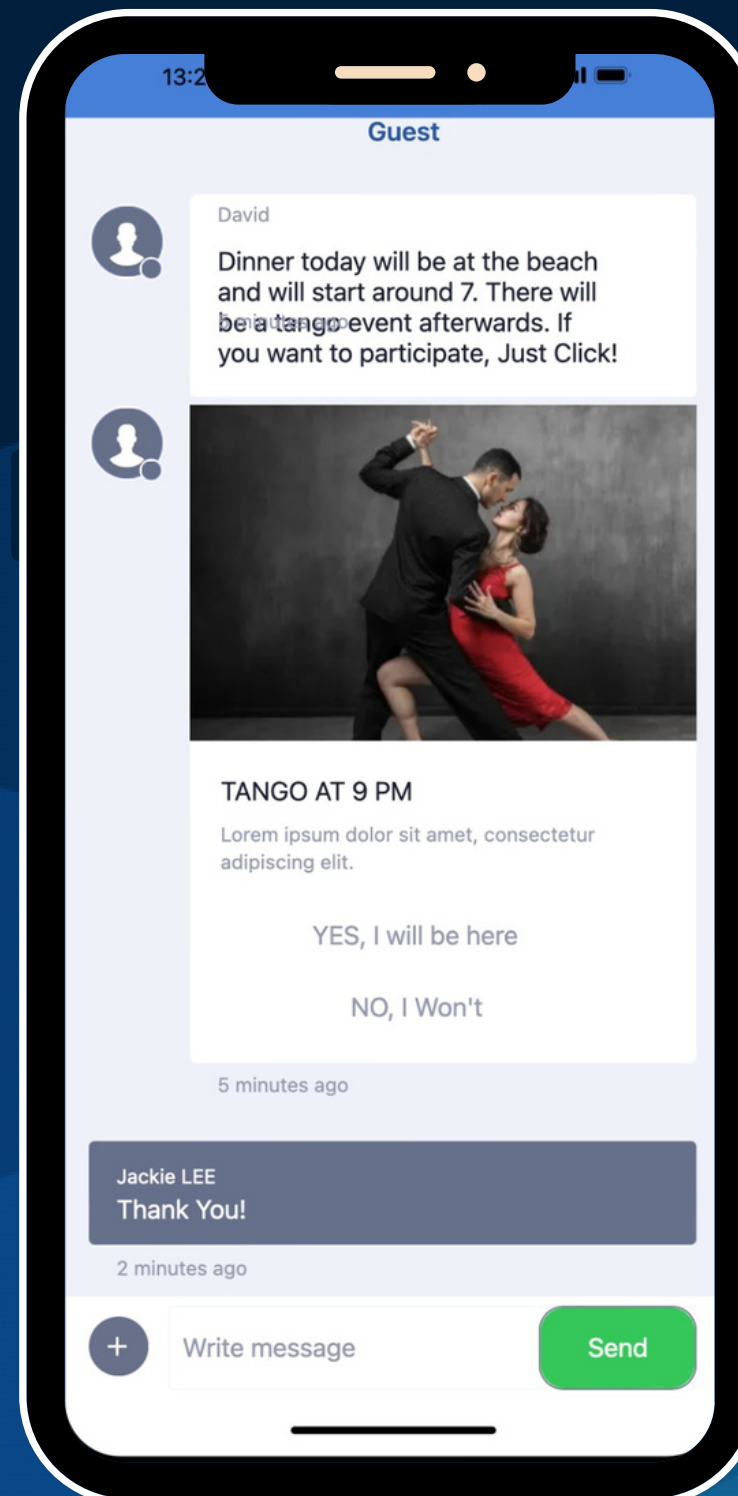 13:2
Guest
David
Dinner today will be at the beach
and will start around 7. There will
be a tango event afterwards. If
5 minutes ago
you want to participate, Just Click!
TANGO AT 9 PM
Lorem ipsum dolor sit amet, consectetur
adipiscing elit.
YES, I will be here
NO, I Won't
5 minutes ago
Jackie LEE
Thank You!
2 minutes ago
+
Write message
Send